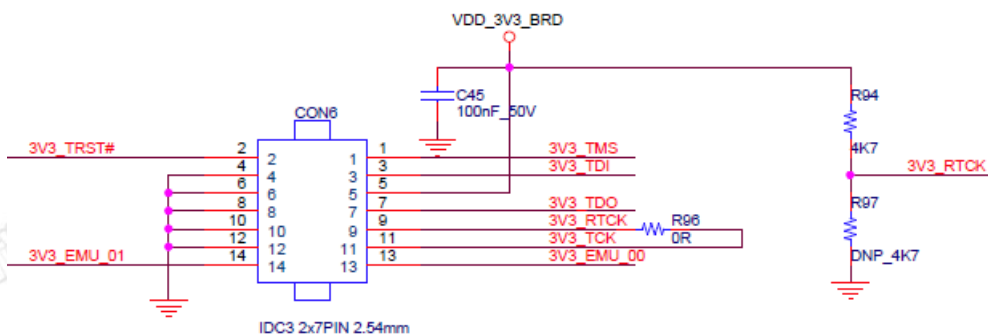 VDD_3V3_BRD
C45
100nF_50V
R94
4K7
3V3_RTCK
R97
DNP_4K7
CON6
3V3_TRST# 2 2 1 1 3V3_TMS
4 4 3 3 3V3_TDI
6 6 5 5
8 8 7 7 3V3_TDO
10 10 9 9 3V3_RTCK R96
12 12 11 11 3V3_TCK 0R
3V3_EMU_01 14 14 13 13 3V3_EMU_00
IDC3 2x7PIN 2.54mm